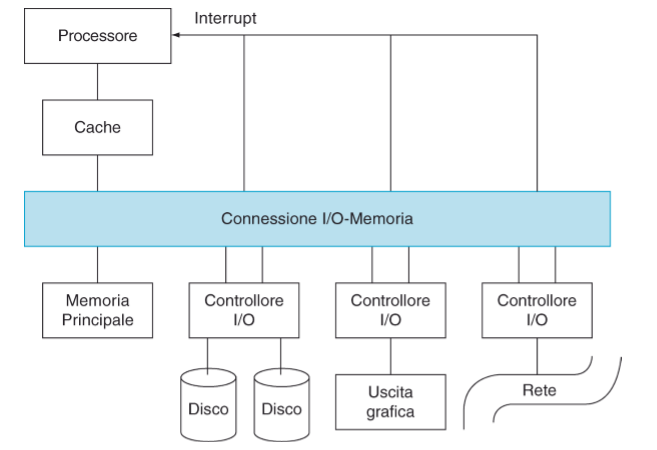 Interrupt
Processore
Cache
Connessione I/O-Memoria
Memoria
Principale
Controllore
I/O
Controllore
I/O
Controllore
I/O
Disco
Disco
Uscita
grafica
Rete